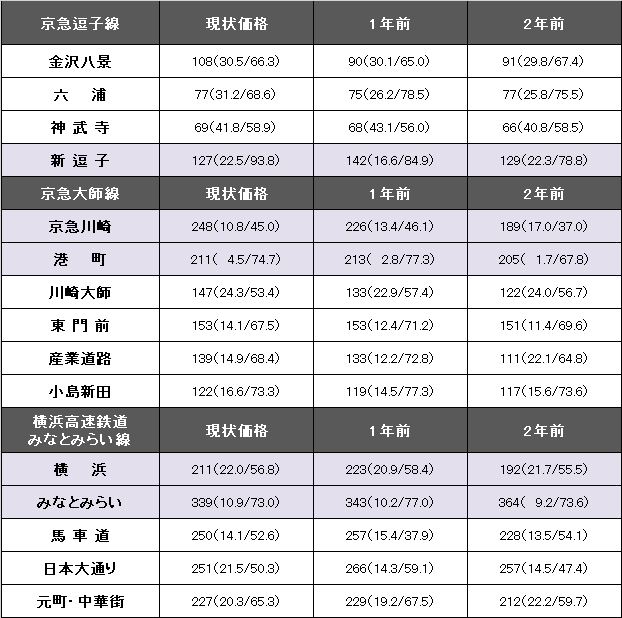 京急逗子線 現状価格 1年前 2年前
金沢八景 108(30.5/66.3) 90(30.1/65.0) 91(29.8/67.4)
六 浦 77(31.2/68.6) 75(26.2/78.5) 77(25.8/75.5)
神 武 寺 69(41.8/58.9) 68(43.1/56.0) 66(40.8/58.5)
新 逗 子 127(22.5/93.8) 142(16.6/84.9) 129(22.3/78.8)
京急大師線 現状価格 1年前 2年前
京急川崎 248(10.8/45.0) 226(13.4/46.1) 189(17.0/37.0)
港 町 211( 4.5/74.7) 213( 2.8/77.3) 205( 1.7/67.8)
川崎大師 147(24.3/53.4) 133(22.9/57.4) 122(24.0/56.7)
東 門 前 153(14.1/67.5) 153(12.4/71.2) 151(11.4/69.6)
産業道路 139(14.9/68.4) 133(12.2/72.8) 111(22.1/64.8)
小島新田 122(16.6/73.3) 119(14.5/77.3) 117(15.6/73.6)
横浜高速鉄道
みなとみらい線 現状価格 1年前 2年前
横 浜 211(22.0/56.8) 223(20.9/58.4) 192(21.7/55.5)
みなとみらい 339(10.9/73.0) 343(10.2/77.0) 364( 9.2/73.6)
馬 車 道 250(14.1/52.6) 257(15.4/37.9) 228(13.5/54.1)
日本大通り 251(21.5/50.3) 266(14.3/59.1) 257(14.5/47.4)
元町・中華街 227(20.3/65.3) 229(19.2/67.5) 212(22.2/59.7)